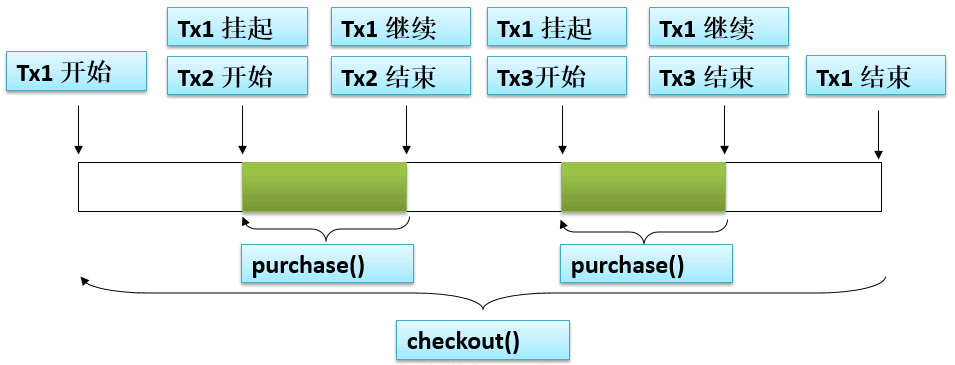 Tx1 挂起
Tx1 继续
Tx1 挂起
Tx1 继续
Tx1 开始
Tx2 开始
Tx2 结束
Tx3开始
Tx3 结束
Tx1 结束
purchase()
purchase()
checkout()